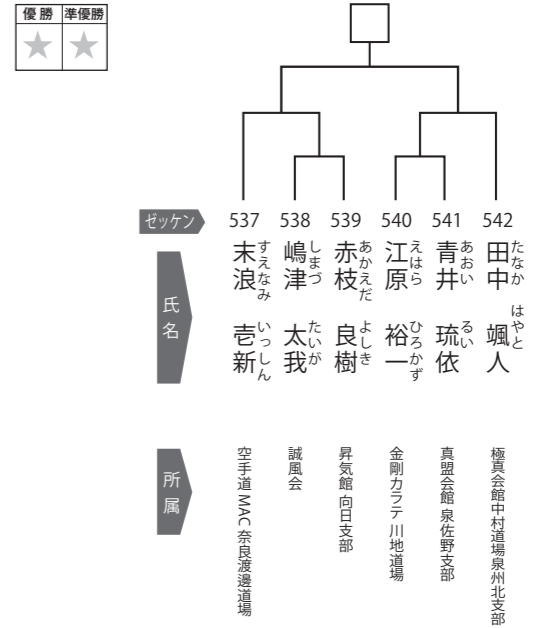 優勝 準優勝
★ ★
ゼッケン 537 538 539 540 541 542
氏名
末浪 壱新
すえなみ いっしん
嶋津 太我
しまづ たいが
赤枝 良樹
あかえだ よしき
江原 裕一
えはら ひろかず
青井 琉依
あおい るい
田中 颯人
たなか はやと
所属
空手道 MAC 奈良渡邊道場
誠風会
昇気館 向日支部
金剛カラテ 川地道場
真盟会館 泉佐野支部
極真会館中村道場泉州北支部